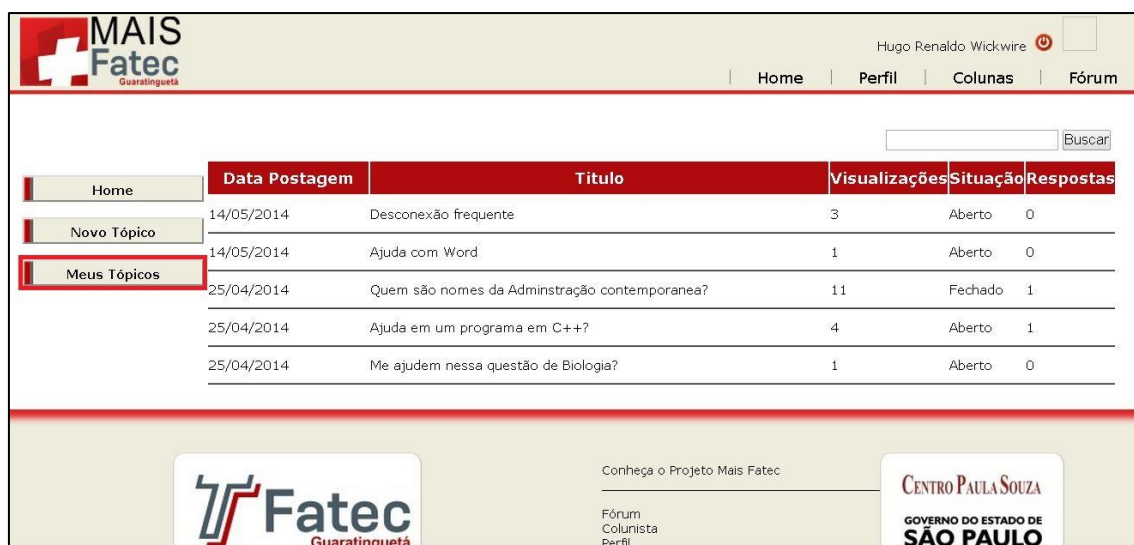 MAIS
Fatec
Guaratinguetá
Hugo Renaldo Wickwire
Home Perfil Colunas Fórum
Buscar
Home
Novo Tópico
Meus Tópicos
Data Postagem Titulo Visualizações Situação Respostas
14/05/2014 Desconexão frequente 3 Aberto 0
14/05/2014 Ajuda com Word 1 Aberto 0
25/04/2014 Quem são nomes da Adminstração contemporanea? 11 Fechado 1
25/04/2014 Ajuda em um programa em C++? 4 Aberto 1
25/04/2014 Me ajudem nessa questão de Biologia? 1 Aberto 0
Fatec
Guaratinguetá
Conheça o Projeto Mais Fatec
Fórum
Colunista
Perfil
CENTRO PAULA SOUZA
GOVERNO DO ESTADO DE
SÃO PAULO